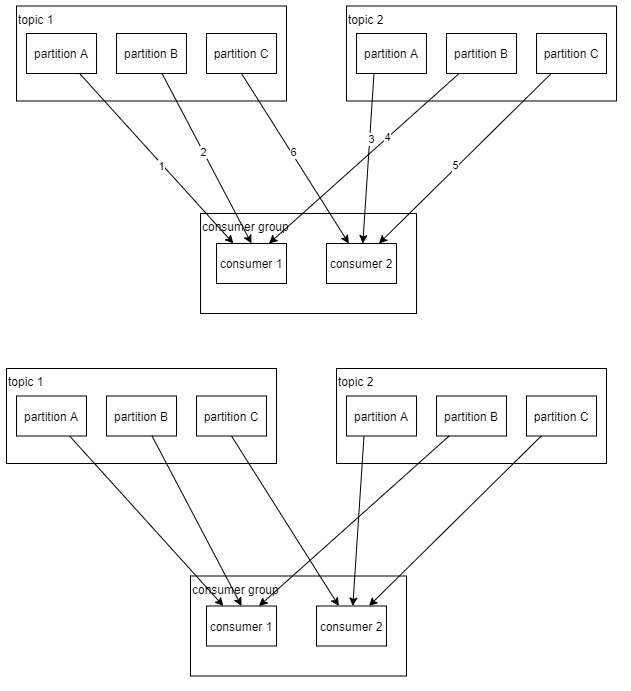 topic 1
topic 2
partition A
partition B
partition C
partition A
partition B
partition C
1
2
6
3
4
5
consumer group
consumer 1
consumer 2
topic 1
topic 2
partition A
partition B
partition C
partition A
partition B
partition C
consumer group
consumer 1
consumer 2